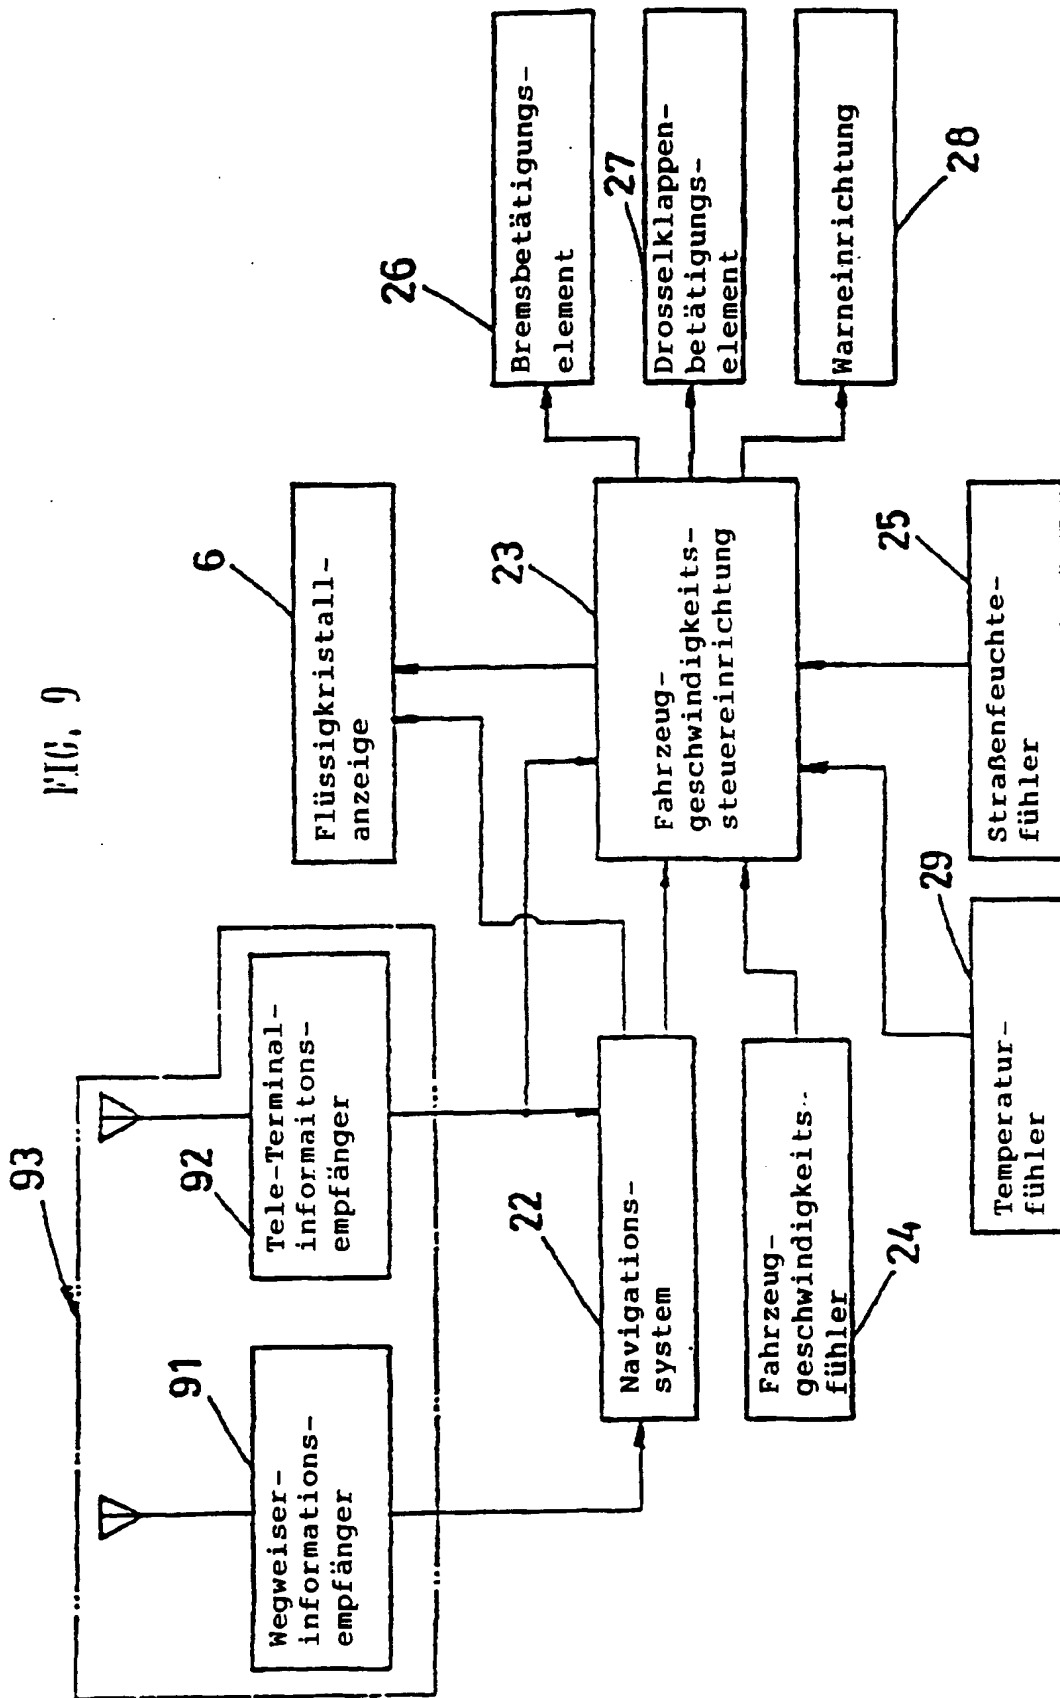 FIG. 9
93
91
Wegweiser-
informations-
empfänger
92
Tele-Terminal-
informaitons-
empfänger
6
Flüssigkristall-
anzeige
22
Navigations-
system
23
Fahrzeug-
geschwindigkeits-
steuereinrichtung
26
Bremsbetätigungs-
element
27
Drosselklappen-
betätigungs-
element
Warneinrichtung
28
Fahrzeug-
geschwindigkeits-
fühler
24
29
Temperatur-
fühler
25
Straßenfeuchte-
fühler